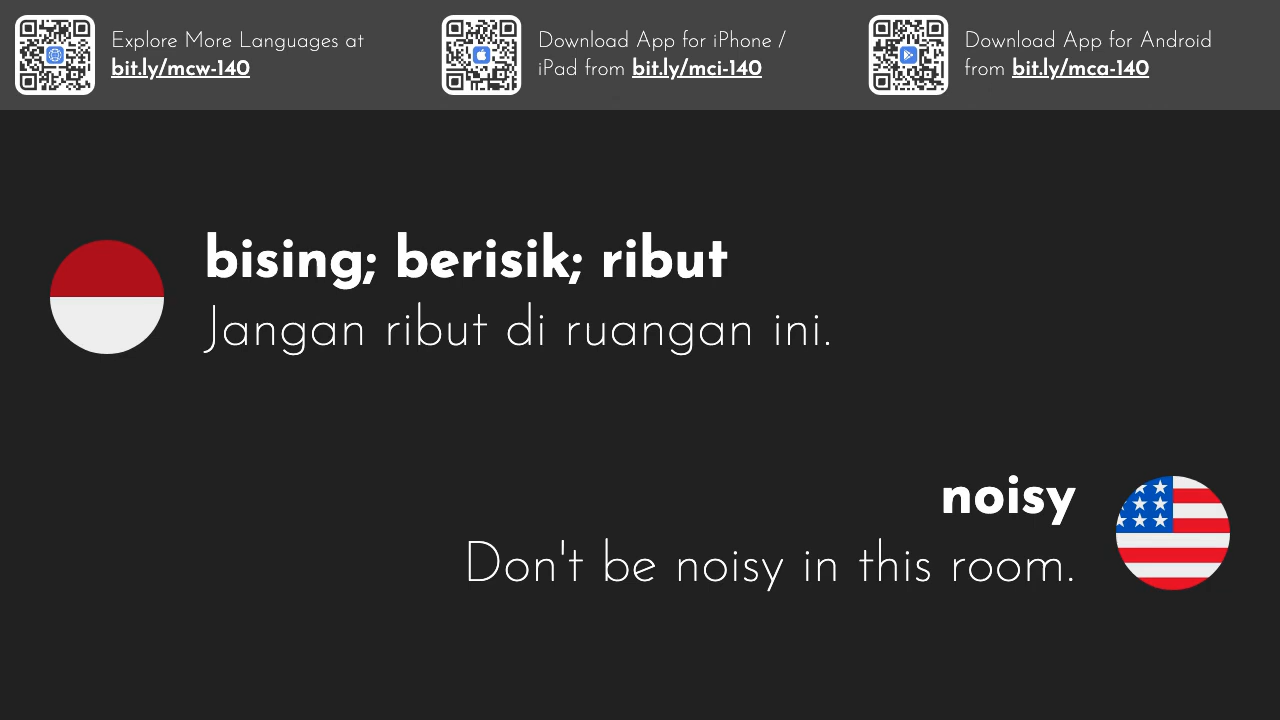 Explore More Languages at
bit.ly/mcw-140
Download App for iPhone /
iPad from bit.ly/mci-140
Download App for Android
from bit.ly/mca-140
bising; berisik; ribut
Jangan ribut di ruangan ini.
noisy
Don't be noisy in this room.